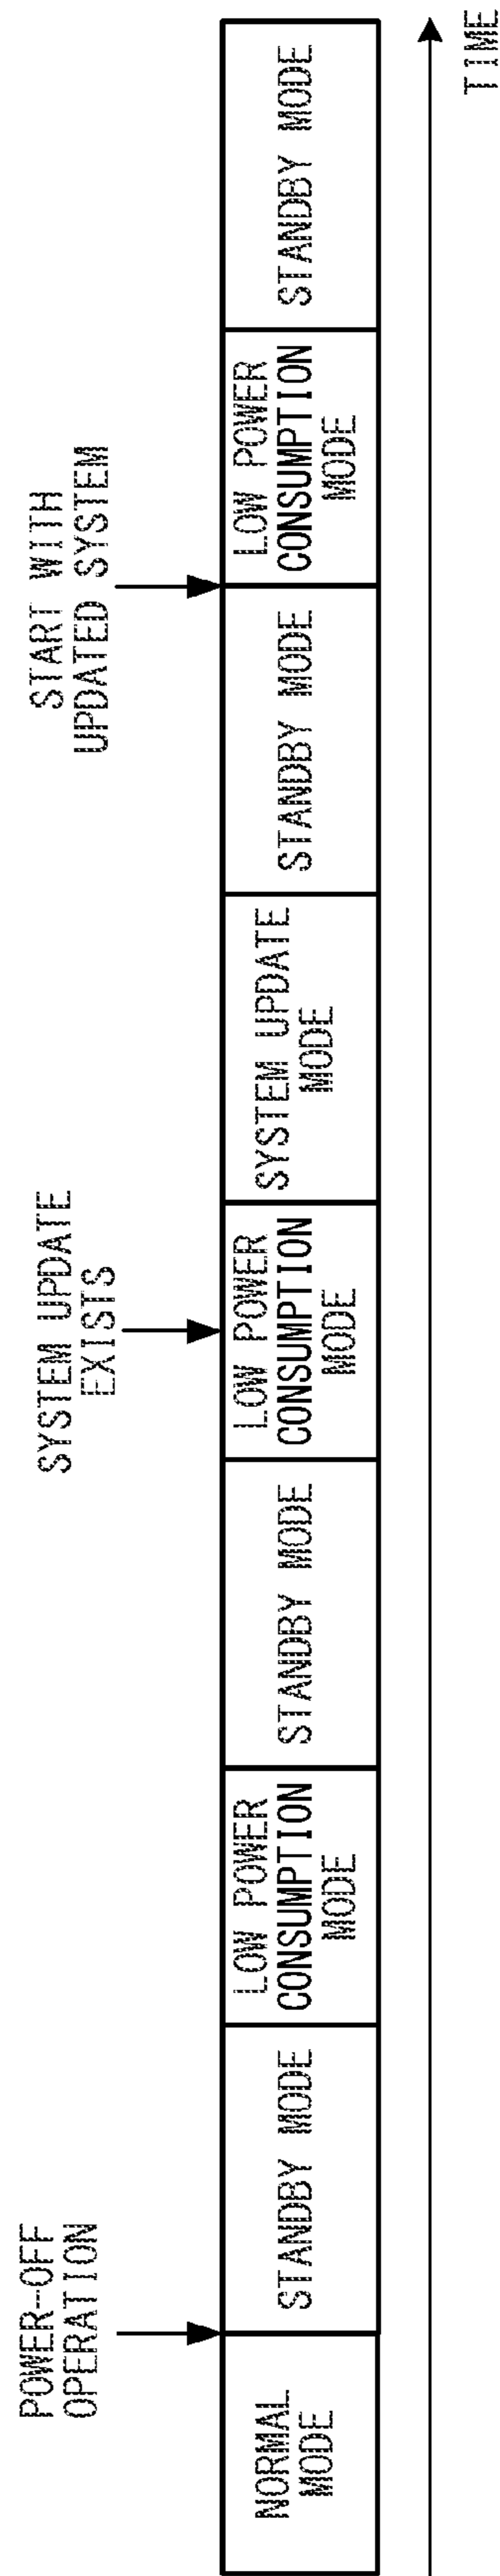 POWER-OFF
OPERATION
SYSTEM UPDATE
EXISTS
START WITH
UPDATED SYSTEM
NORMAL
MODE
STANDBY MODE
LOW POWER
CONSUMPTION
MODE
STANDBY MODE
LOW POWER
CONSUMPTION
MODE
SYSTEM UPDATE
MODE
STANDBY MODE
LOW POWER
CONSUMPTION
MODE
STANDBY MODE
TIME